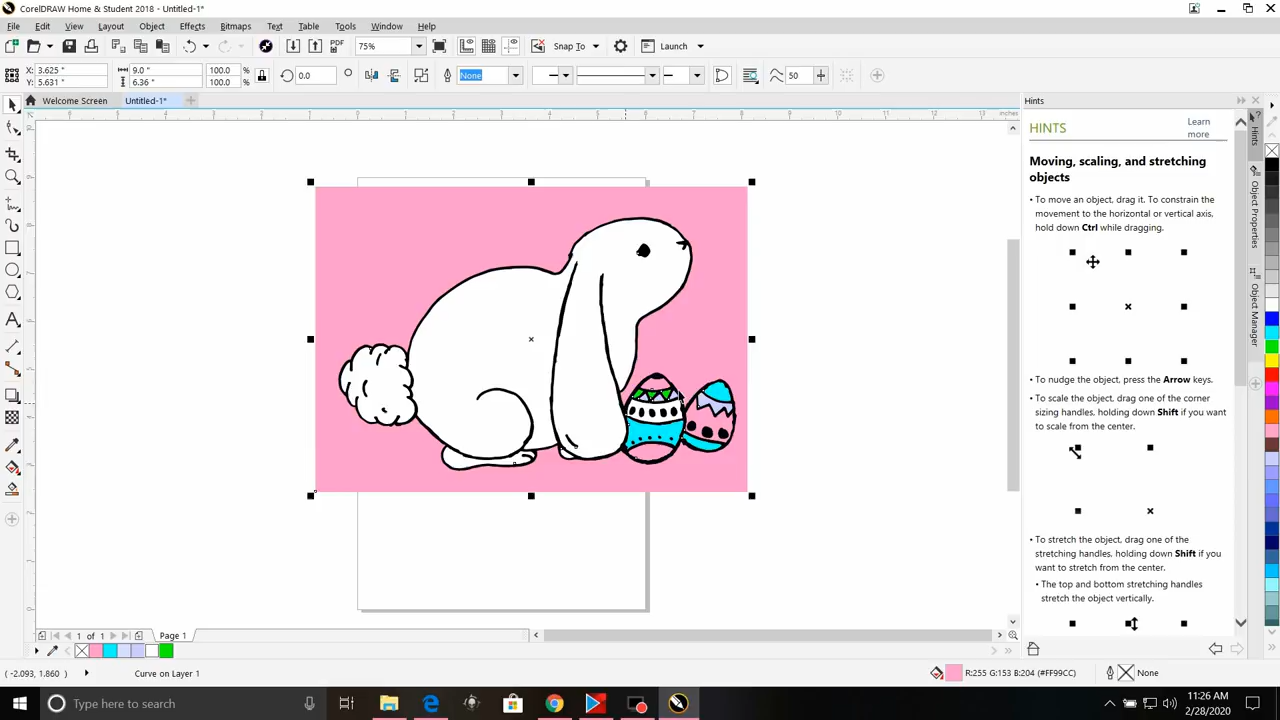 CorelDRAW Home & Student 2018 - Untitled-1*
File Edit View Layout Object Effects Bitmaps Text Table Tools Window Help
PDF 75% Snap To Launch
X: 3.625 " 9.0 " 100.0 % 0.0 ° None 50
Y: 5.631 " 6.36 " 100.0 %
Welcome Screen Untitled-1*
inches
Hints
HINTS
Learn more
Moving, scaling, and stretching
objects
• To move an object, drag it. To constrain the
movement to the horizontal or vertical axis,
hold down Ctrl while dragging.
• To nudge the object, press the Arrow keys.
• To scale the object, drag one of the corner
sizing handles, holding down Shift if you want
to scale from the center.
• To stretch the object, drag one of the
stretching handles, holding down Shift if you
want to stretch from the center.
• The top and bottom stretching handles
stretch the object vertically.
Hints
Object Properties
Object Manager
1 of 1 Page 1
( -2.093, 1.860 ) Curve on Layer 1 R:255 G:153 B:204 (#FF99CC) None
Type here to search
11:26 AM
2/28/2020